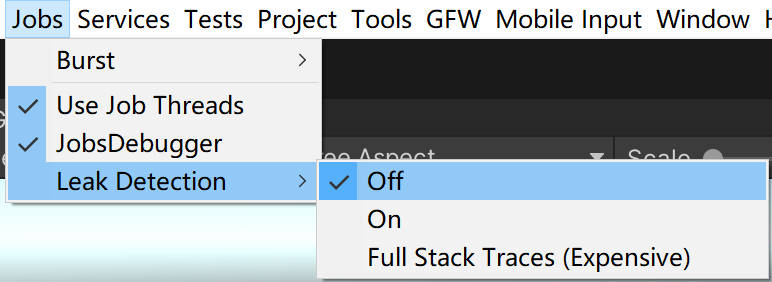 Jobs Services Tests Project Tools GFW Mobile Input Window
Burst
Use Job Threads
JobsDebugger
Aspect
Scale
Leak Detection
Off
On
Full Stack Traces (Expensive)